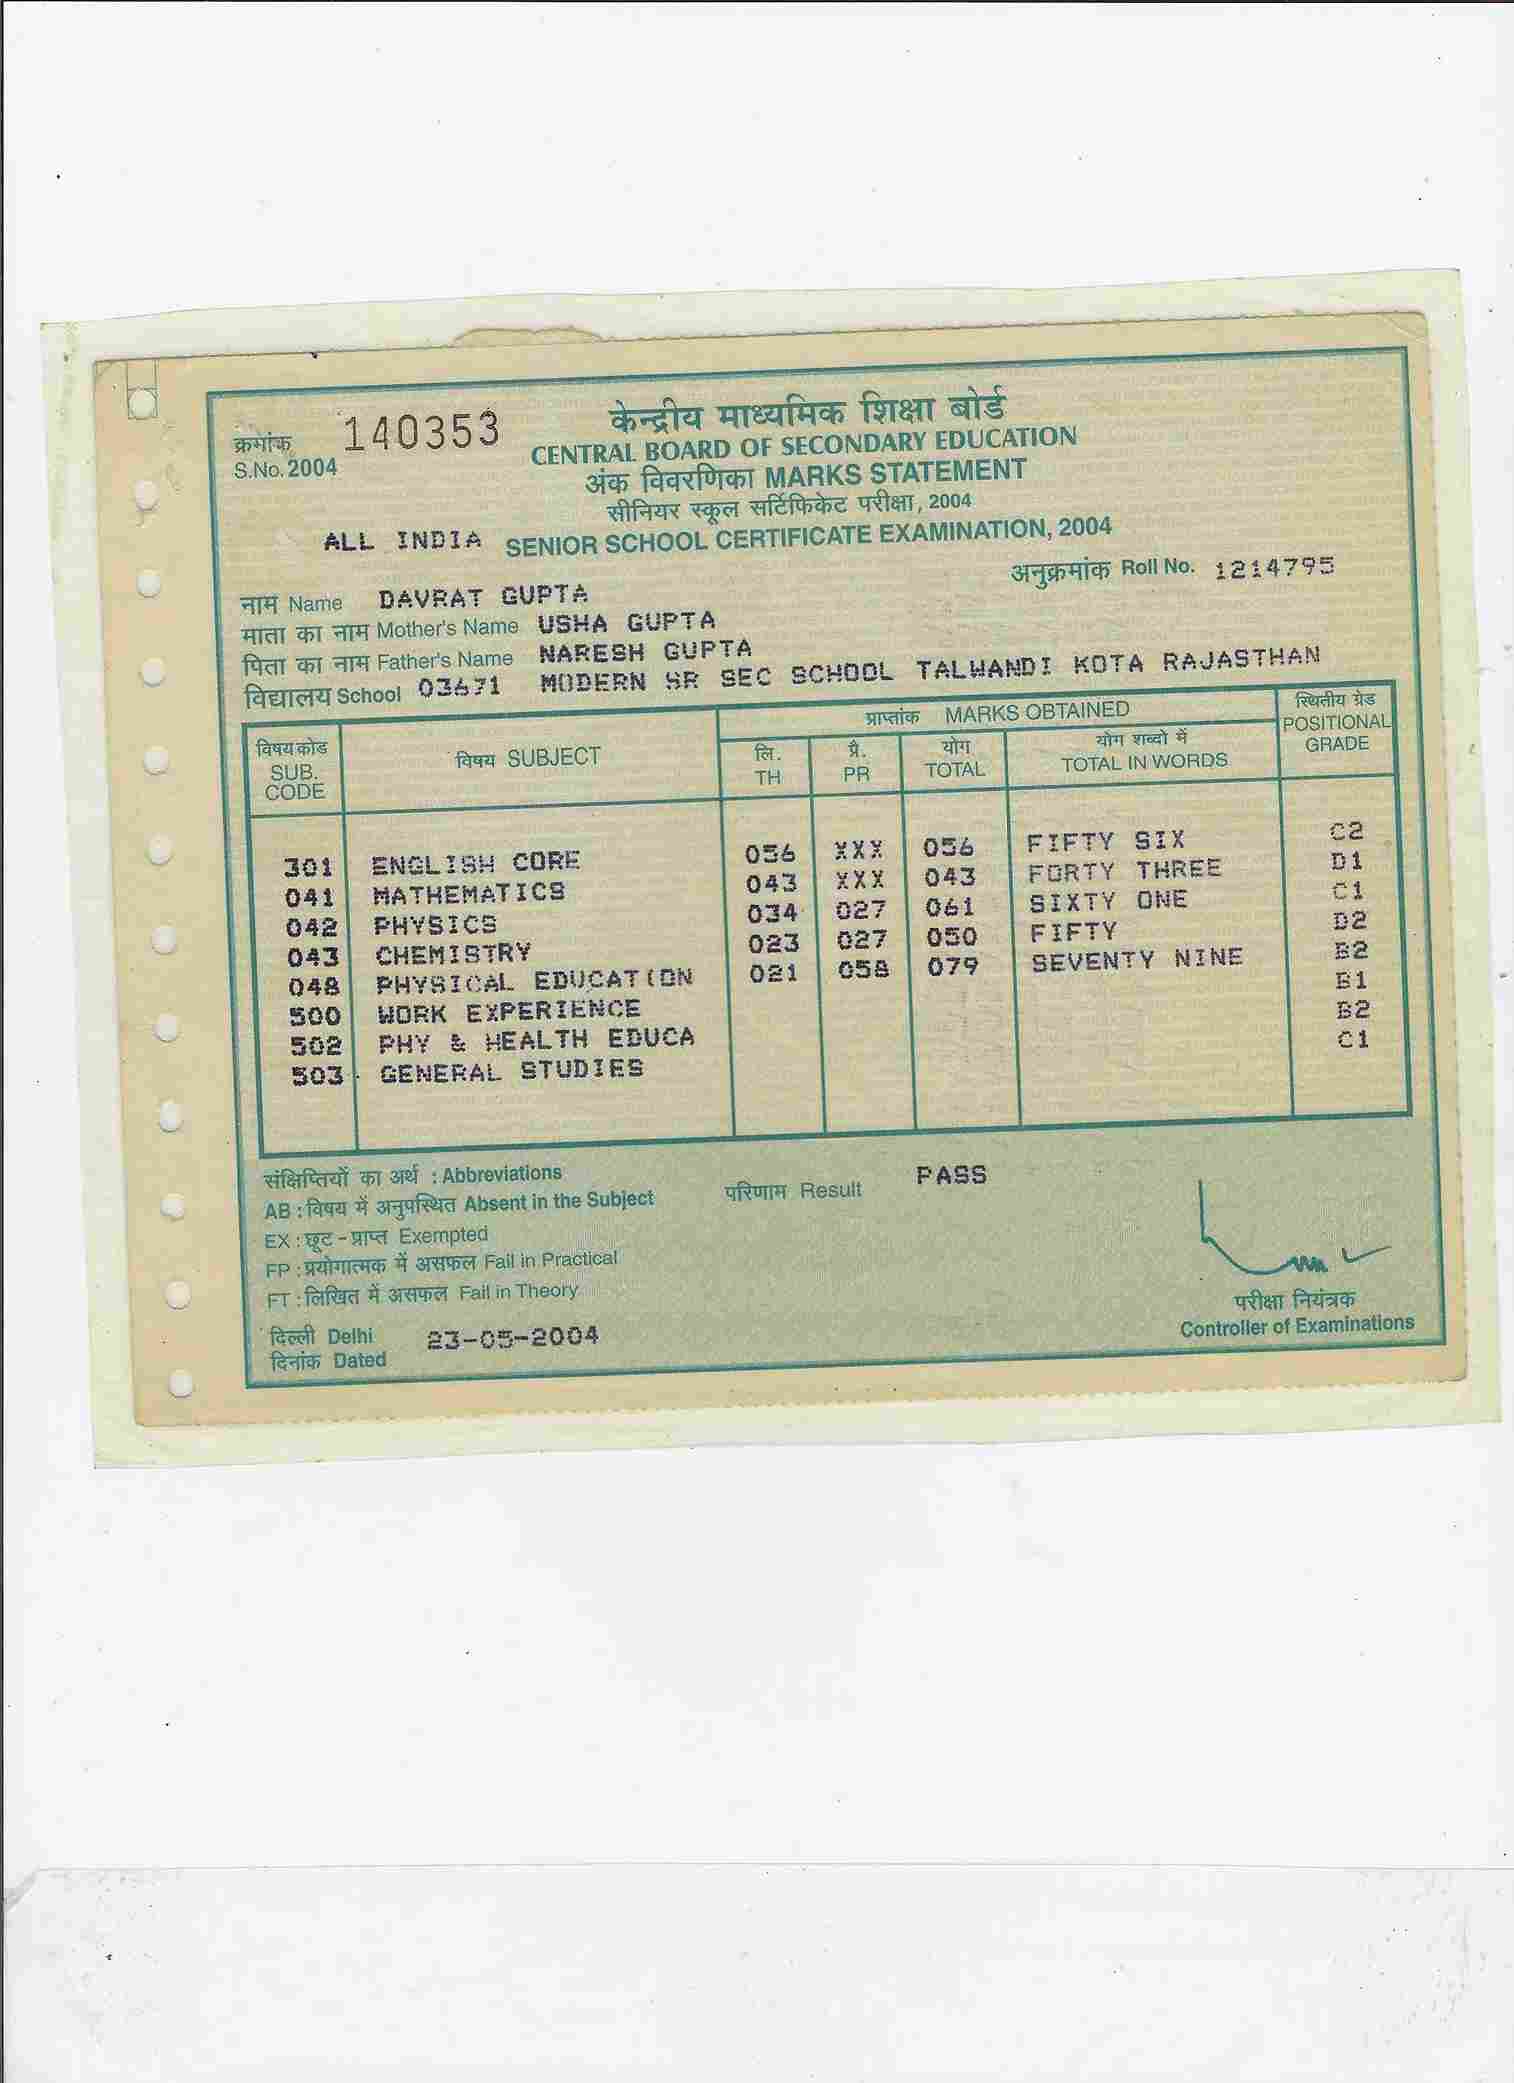 क्रमांक 140353
S.No. 2004
केन्द्रीय माध्यमिक शिक्षा बोर्ड
CENTRAL BOARD OF SECONDARY EDUCATION
अंक विवरणिका MARKS STATEMENT
सीनियर स्कूल सर्टिफिकेट परीक्षा, 2004
ALL INDIA SENIOR SCHOOL CERTIFICATE EXAMINATION, 2004
अनुक्रमांक Roll No. 1214795
नाम Name DAVRAT GUPTA
माता का नाम Mother's Name USHA GUPTA
पिता का नाम Father's Name NARESH GUPTA
विद्यालय School 03671 MODERN SR SEC SCHOOL TALWANDI KOTA RAJASTHAN
विषय कोड SUB. CODE विषय SUBJECT प्राप्तांक MARKS OBTAINED स्थितीय ग्रेड POSITIONAL GRADE
लि. TH प्रै. PR योग TOTAL योग शब्दो में TOTAL IN WORDS
301 ENGLISH CORE 056 XXX 056 FIFTY SIX C2
041 MATHEMATICS 043 XXX 043 FORTY THREE D1
042 PHYSICS 034 027 061 SIXTY ONE C1
043 CHEMISTRY 023 027 050 FIFTY D2
048 PHYSICAL EDUCATION 021 058 079 SEVENTY NINE B2
500 WORK EXPERIENCE B1
502 PHY & HEALTH EDUCA B2
503 GENERAL STUDIES C1
संक्षिप्तियों का अर्थ : Abbreviations
AB : विषय में अनुपस्थित Absent in the Subject
EX : छूट - प्राप्त Exempted
FP : प्रयोगात्मक में असफल Fail in Practical
FT : लिखित में असफल Fail in Theory
परिणाम Result PASS
दिल्ली Delhi
दिनांक Dated 23-05-2004
परीक्षा नियंत्रक
Controller of Examinations